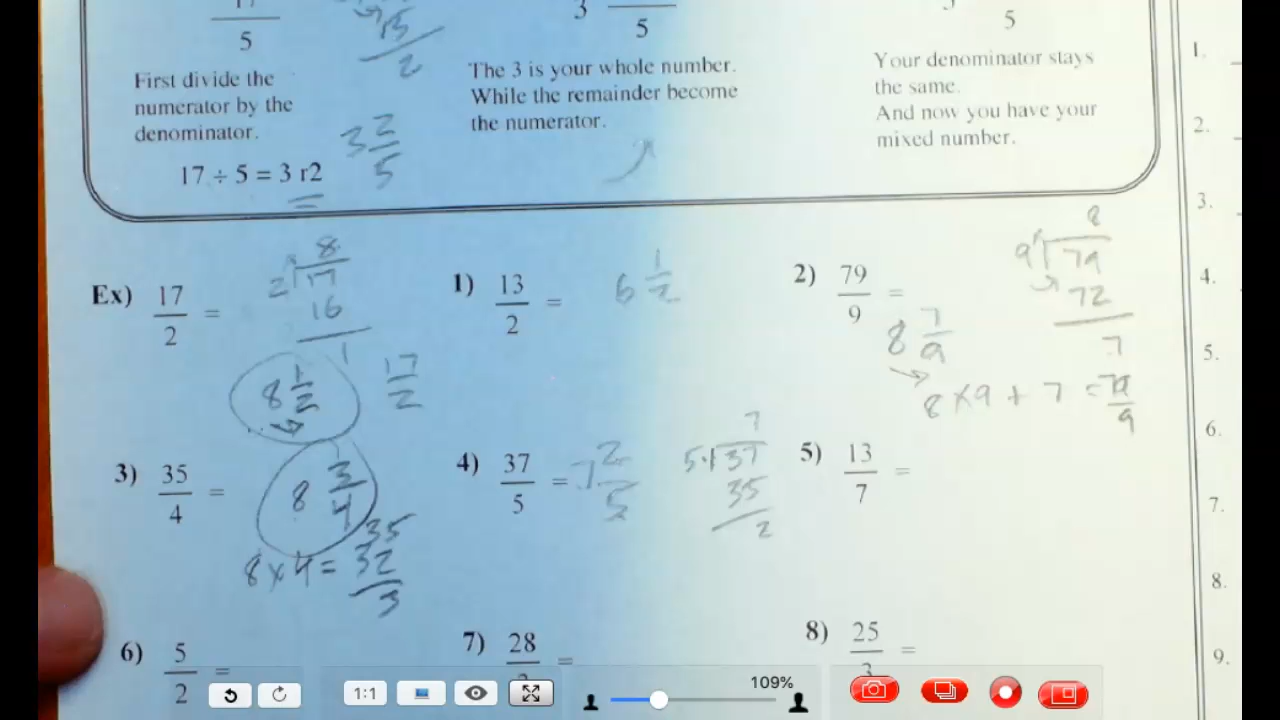 5
15
2
3
5
5
First divide the
numerator by the
denominator.
17 ÷ 5 = 3 r2
3 2/5
The 3 is your whole number.
While the remainder become
the numerator.
Your denominator stays
the same.
And now you have your
mixed number.
1.
2.
3.
4.
5.
6.
7.
8.
9.
Ex) 17/2 =
8
2 17
16
1
8 1/2
17/2
1) 13/2 =
6 1/2
2) 79/9 =
8
9 79
72
7
8 7/9
8 × 9 + 7 = 79/9
3) 35/4 =
8 3/4
8 × 4 = 32
35
3
4) 37/5 = 7 2/5
7
5 37
35
2
5) 13/7 =
6) 5/2 =
7) 28
=
8) 25/3 =
1:1
109%